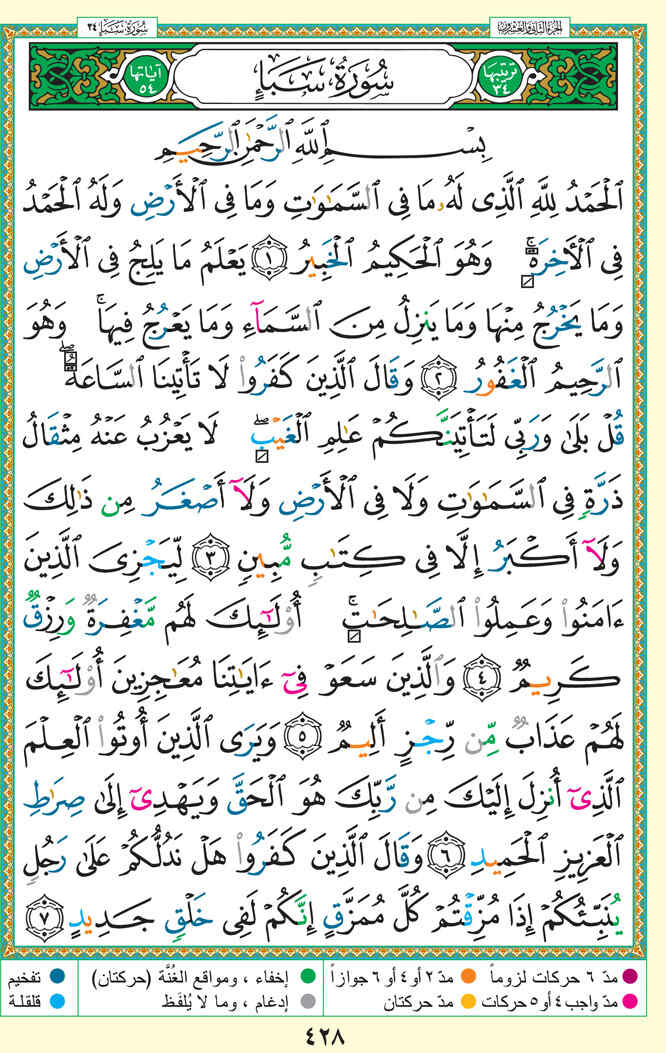 الجزء الثاني والعشرون
سُورَةُ سَبَأٍ ٣٤
تَرتيبُهَا ٣٤
سُورَةُ سَبَإٍ
آيَاتُهَا ٥٤
بِسْمِ ٱللَّهِ ٱلرَّحْمَٰنِ ٱلرَّحِيمِ
ٱلْحَمْدُ لِلَّهِ ٱلَّذِى لَهُۥ مَا فِى ٱلسَّمَٰوَٰتِ وَمَا فِى ٱلْأَرْضِ وَلَهُ ٱلْحَمْدُ
فِى ٱلْءَاخِرَةِۚ وَهُوَ ٱلْحَكِيمُ ٱلْخَبِيرُ ١ يَعْلَمُ مَا يَلِجُ فِى ٱلْأَرْضِ
وَمَا يَخْرُجُ مِنْهَا وَمَا يَنزِلُ مِنَ ٱلسَّمَآءِ وَمَا يَعْرُجُ فِيهَاۚ وَهُوَ
ٱلرَّحِيمُ ٱلْغَفُورُ ٢ وَقَالَ ٱلَّذِينَ كَفَرُوا۟ لَا تَأْتِينَا ٱلسَّاعَةُۖ
قُلْ بَلَىٰ وَرَبِّى لَتَأْتِيَنَّكُمْ عَٰلِمِ ٱلْغَيْبِۖ لَا يَعْزُبُ عَنْهُ مِثْقَالُ
ذَرَّةٍ فِى ٱلسَّمَٰوَٰتِ وَلَا فِى ٱلْأَرْضِ وَلَآ أَصْغَرُ مِن ذَٰلِكَ
وَلَآ أَكْبَرُ إِلَّا فِى كِتَٰبٍ مُّبِينٍ ٣ لِّيَجْزِىَ ٱلَّذِينَ
ءَامَنُوا۟ وَعَمِلُوا۟ ٱلصَّٰلِحَٰتِۚ أُو۟لَٰٓئِكَ لَهُم مَّغْفِرَةٌ وَرِزْقٌ
كَرِيمٌ ٤ وَٱلَّذِينَ سَعَوْ فِىٓ ءَايَٰتِنَا مُعَٰجِزِينَ أُو۟لَٰٓئِكَ
لَهُمْ عَذَابٌ مِّن رِّجْزٍ أَلِيمٌ ٥ وَيَرَى ٱلَّذِينَ أُوتُوا۟ ٱلْعِلْمَ
ٱلَّذِىٓ أُنزِلَ إِلَيْكَ مِن رَّبِّكَ هُوَ ٱلْحَقَّ وَيَهْدِىٓ إِلَىٰ صِرَٰطِ
ٱلْعَزِيزِ ٱلْحَمِيدِ ٦ وَقَالَ ٱلَّذِينَ كَفَرُوا۟ هَلْ نَدُلُّكُمْ عَلَىٰ رَجُلٍ
يُنَبِّئُكُمْ إِذَا مُزِّقْتُمْ كُلَّ مُمَزَّقٍ إِنَّكُمْ لَفِى خَلْقٍ جَدِيدٍ ٧
مدّ ٦ حركات لزوماً مدّ ٢ أو ٤ أو ٦ جوازاً إخفاء ، ومواقع الغُنَّة (حركتان) تفخيم
مدّ واجب ٤ أو ٥ حركات مدّ حركتان إدغام ، وما لا يُلفَظ قلقلة
٤٢٨